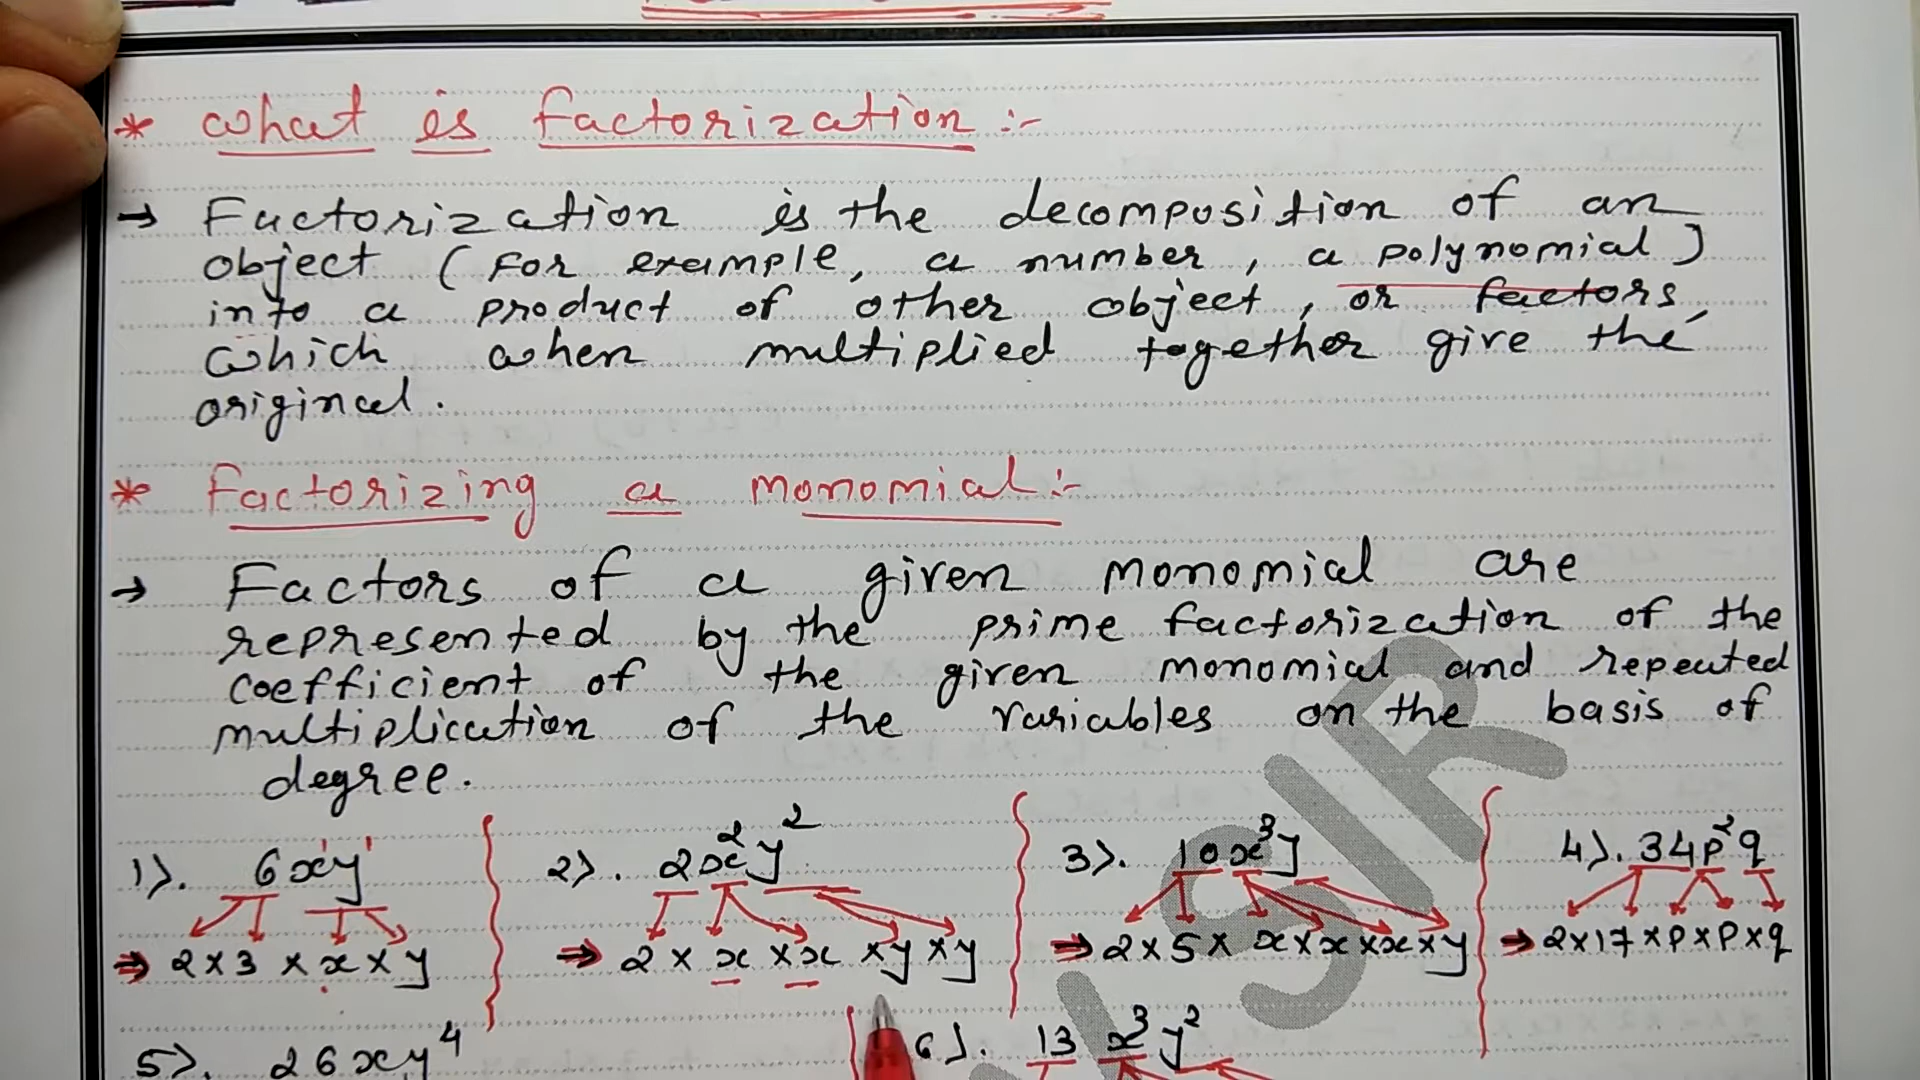 * What is factorization :-
→ Factorization is the decomposition of an
object (For example, a number, a polynomial)
into a product of other object, or factors,
which when multiplied together give the
original.
* Factorizing a monomial :-
→ Factors of a given monomial are
represented by the prime factorization of the
coefficient of the given monomial and repeated
multiplication of the variables on the basis of
degree.
1). 6x¹y¹
⇒ 2 × 3 × x × y
2). 2x²y²
⇒ 2 × x × x × y × y
3). 10x³y
⇒ 2 × 5 × x × x × x × y
4). 34p²q
⇒ 2 × 17 × p × p × q
5). 26xy⁴
6). 13x³y²
SIR